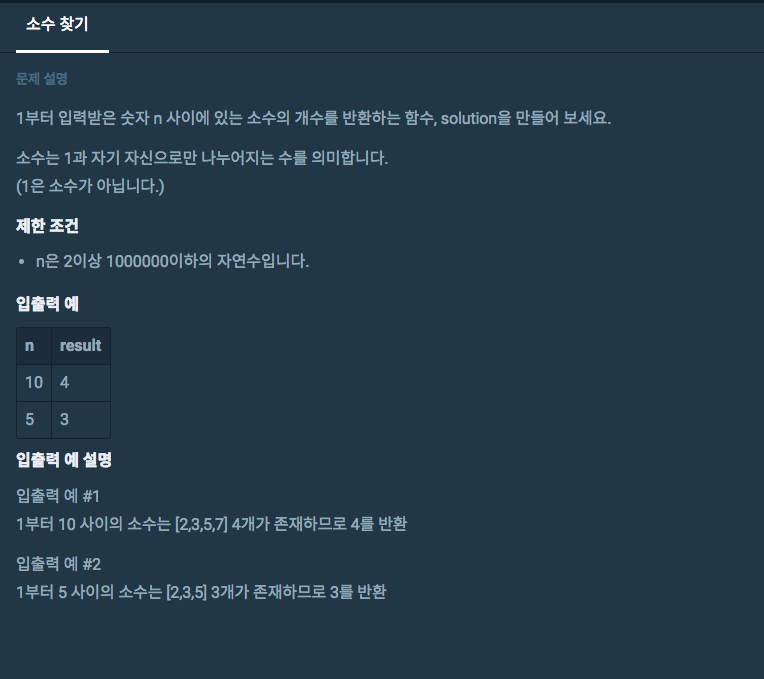 소수 찾기
문제 설명
1부터 입력받은 숫자 n 사이에 있는 소수의 개수를 반환하는 함수, solution을 만들어 보세요.
소수는 1과 자기 자신으로만 나누어지는 수를 의미합니다.
(1은 소수가 아닙니다.)
제한 조건
• n은 2이상 1000000이하의 자연수입니다.
입출력 예
n result
10 4
5 3
입출력 예 설명
입출력 예 #1
1부터 10 사이의 소수는 [2,3,5,7] 4개가 존재하므로 4를 반환
입출력 예 #2
1부터 5 사이의 소수는 [2,3,5] 3개가 존재하므로 3를 반환